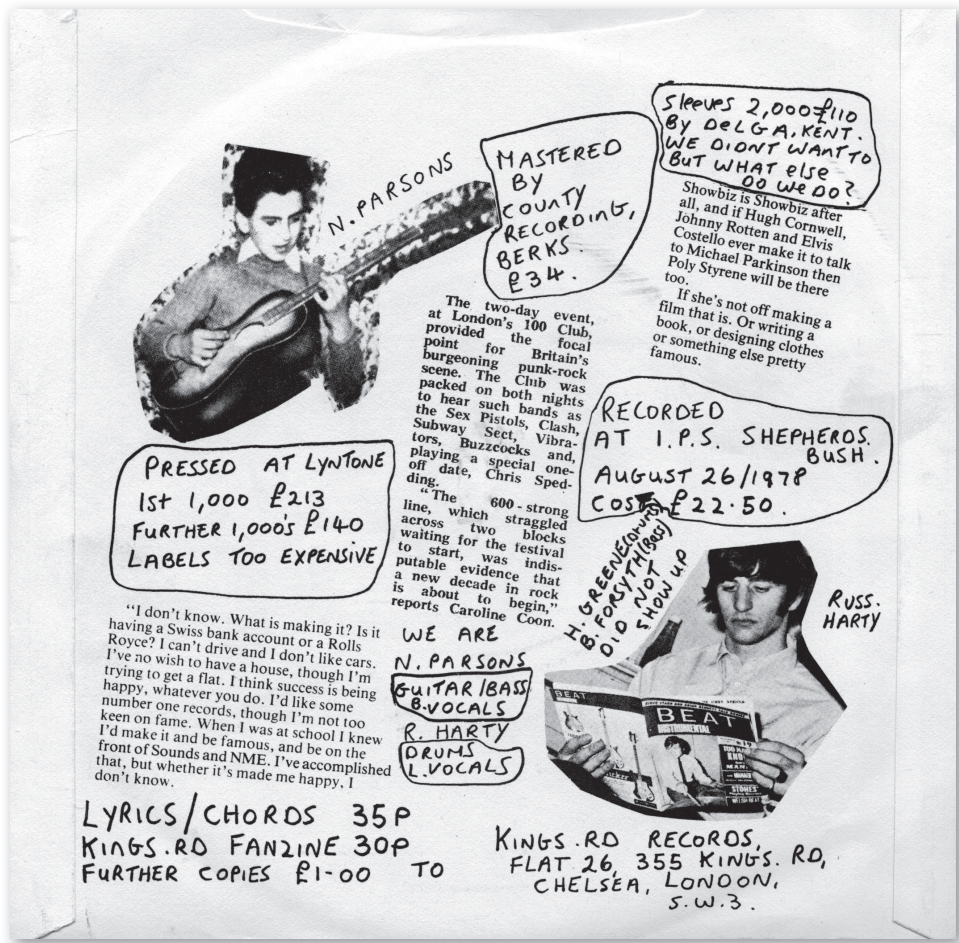 Sleeves 2,000 £110
BY DELGA, KENT.
WE DIDNT WANT TO
BUT WHAT else
DO WE DO?
Showbiz is Showbiz after
all, and if Hugh Cornwell,
Johnny Rotten and Elvis
Costello ever make it to talk
to Michael Parkinson then
Poly Styrene will be there
too.
If she's not off making a
film that is. Or writing a
book, or designing clothes
or something else pretty
famous.
N. PARSONS
MASTERED
BY
COUNTY
RECORDING,
BERKS.
£34.
The two-day event,
at London's 100 Club,
provided the focal
point for Britain's
burgeoning punk-rock
scene. The Club was
packed on both nights
to hear such bands as
the Sex Pistols, Clash,
Subway Sect, Vibra-
tors, Buzzcocks and,
playing a special one-
off date, Chris Sped-
ding.
"The 600-strong
line, which straggled
across two blocks
waiting for the festival
to start, was indis-
putable evidence that
a new decade in rock
is about to begin,"
reports Caroline Coon.
RECORDED
AT I.P.S. SHEPHERDS.
BUSH.
AUGUST 26/1978
COST £22.50.
PRESSED AT LYNTONE
1st 1,000 £213
FURTHER 1,000's £140
LABELS TOO EXPENSIVE
H. GREENE
B. FORSYTH (Bass)
DID NOT
SHOW UP
RUSS.
HARTY
BEAT
BEAT
INSTRUMENTAL
STONES'
"I don't know. What is making it? Is it
having a Swiss bank account or a Rolls
Royce? I can't drive and I don't like cars.
I've no wish to have a house, though I'm
trying to get a flat. I think success is being
happy, whatever you do. I'd like some
number one records, though I'm not too
keen on fame. When I was at school I knew
I'd make it and be famous, and be on the
front of Sounds and NME. I've accomplished
that, but whether it's made me happy, I
don't know.
WE ARE
N. PARSONS
GUITAR/BASS
B.VOCALS
R. HARTY
DRUMS
L.VOCALS
LYRICS/CHORDS 35P
KINGS.RD FANZINE 30P
FURTHER COPIES £1-00 TO
KINGS.RD RECORDS,
FLAT 26, 355 KINGS. RD,
CHELSEA, LONDON,
S.W.3.